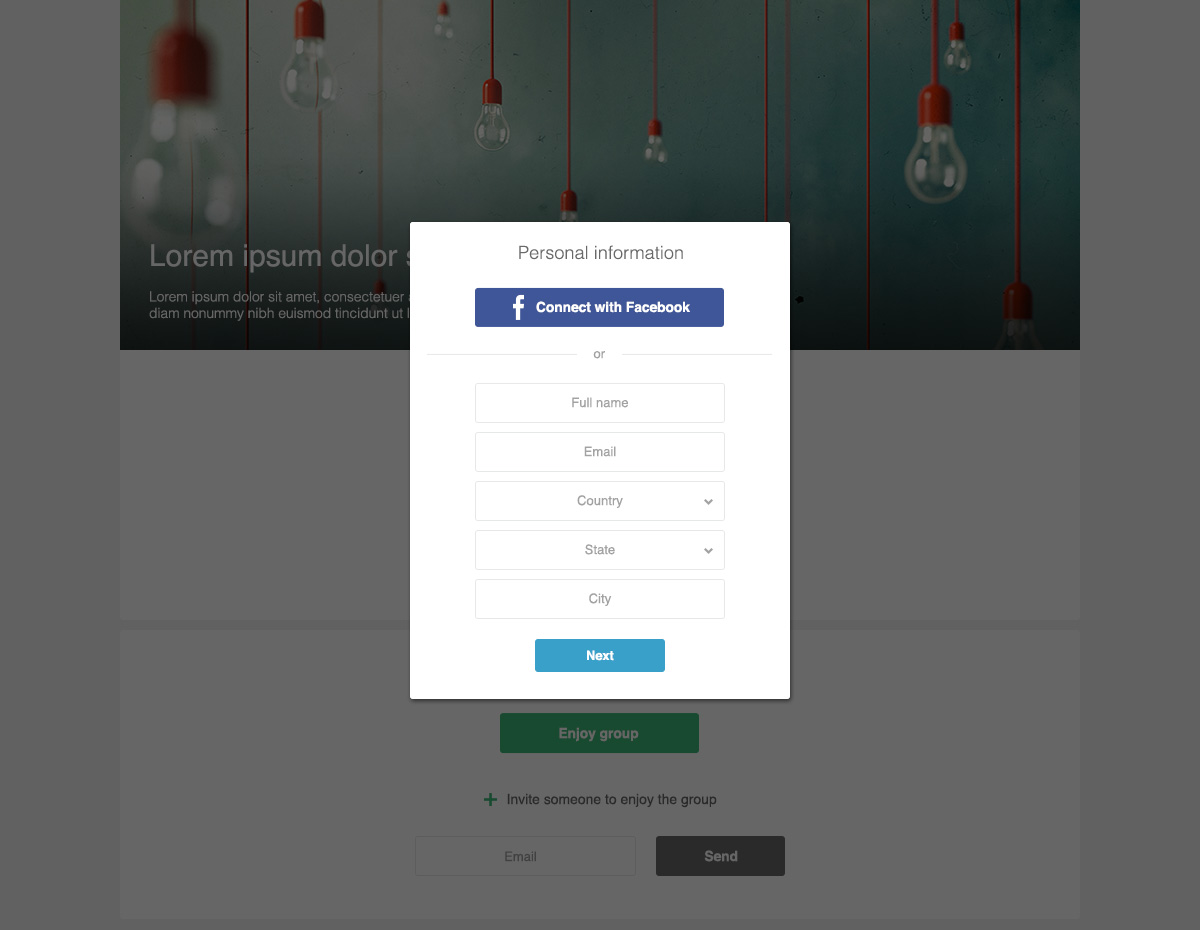 Lorem ipsum dolor
Lorem ipsum dolor sit amet, consectetuer
diam nonummy nibh euismod tincidunt ut
Personal information
Connect with Facebook
or
Full name
Email
Country
State
City
Next
Enjoy group
Invite someone to enjoy the group
Email
Send